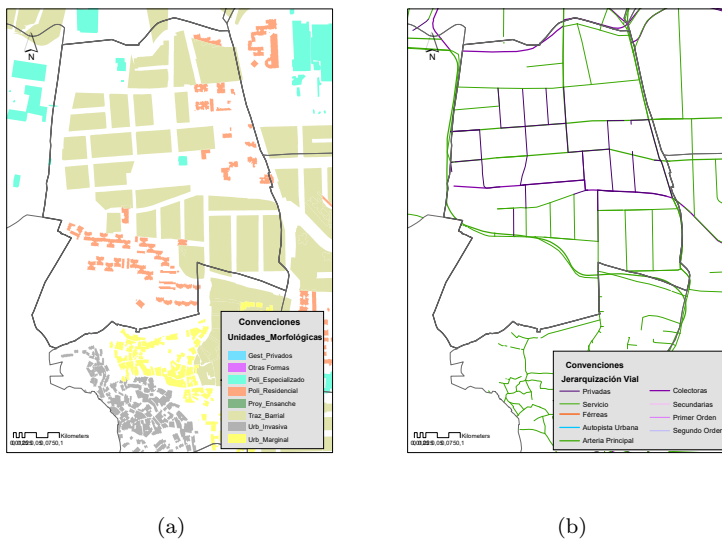 N
Convenciones
Unidades_Morfológicas
Gest_Privados
Otras Formas
Poli_Especializado
Poli_Residencial
Proy_Ensanche
Traz_Barrial
Urb_Invasiva
Urb_Marginal
Kilometers
(a)
N
Convenciones
Jerarquización Vial
Privadas
Servicio
Férreas
Autopista Urbana
Arteria Principal
Colectoras
Secundarias
Primer Orden
Segundo Orden
Kilometers
(b)